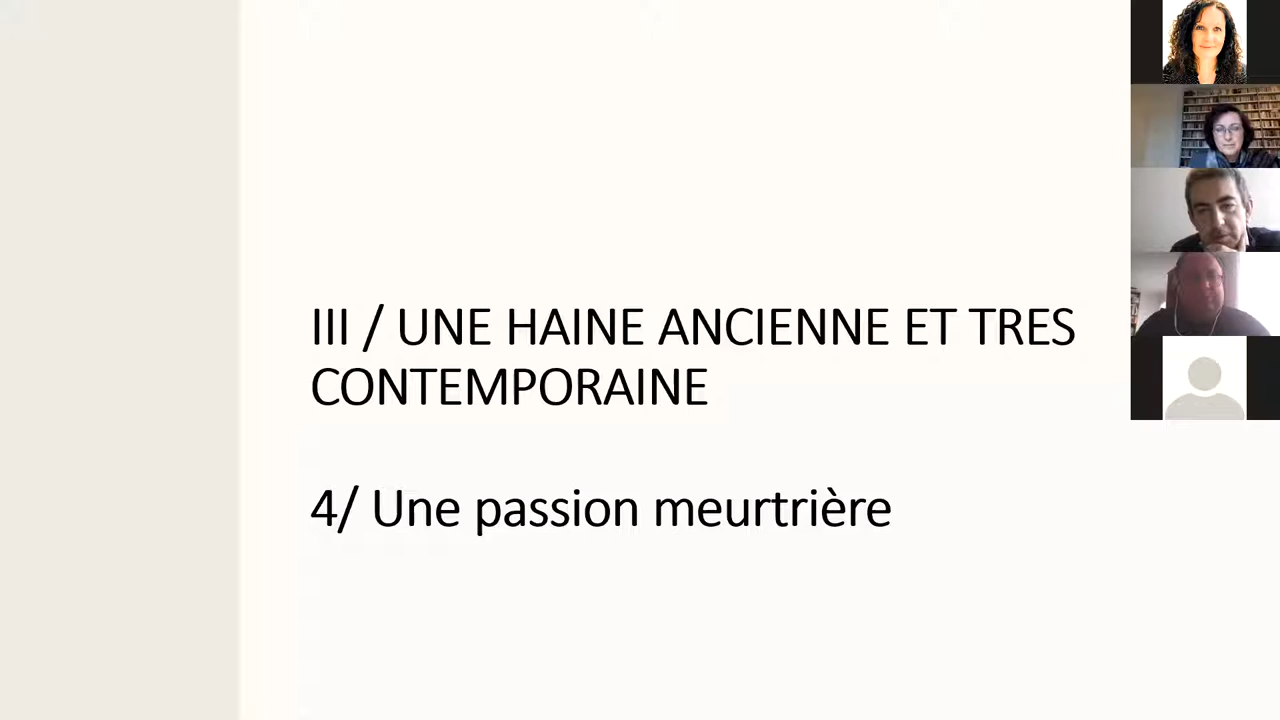 III / UNE HAINE ANCIENNE ET TRES
CONTEMPORAINE
4/ Une passion meurtrière